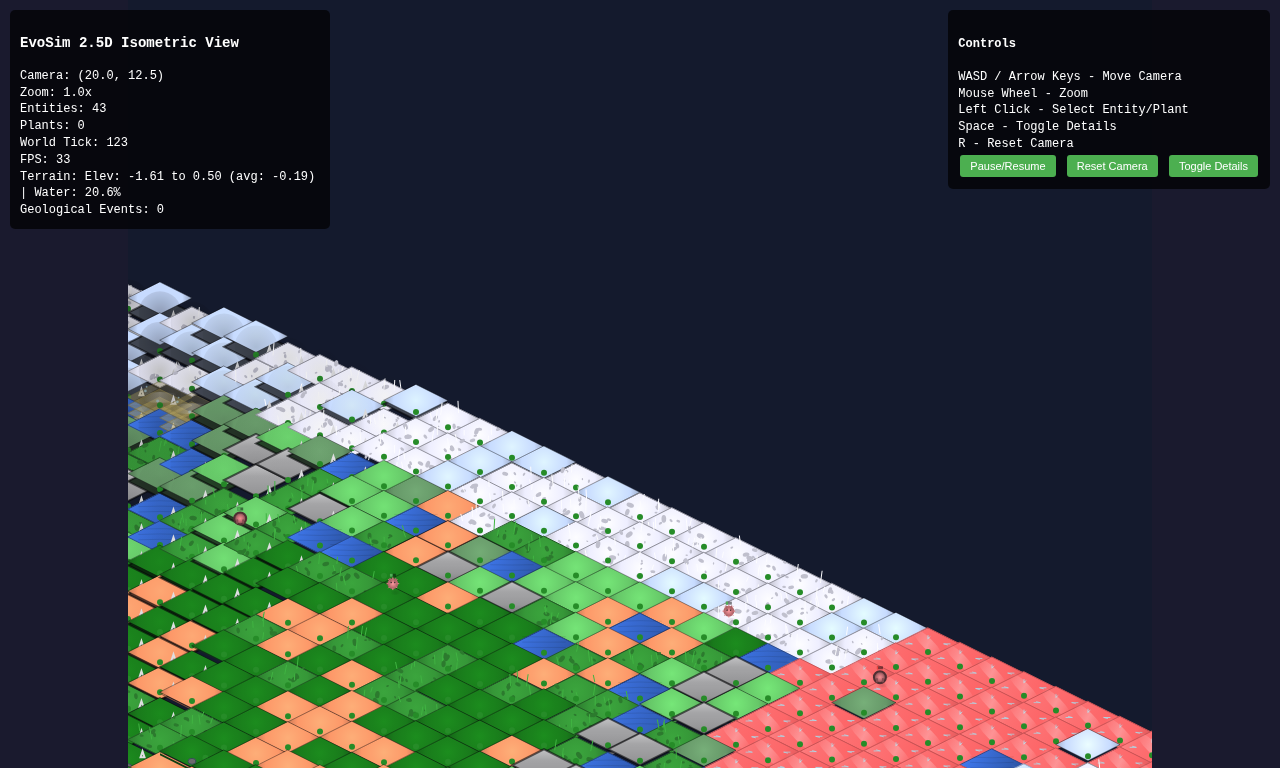 EvoSim 2.5D Isometric View
Camera: (20.0, 12.5)
Zoom: 1.0x
Entities: 43
Plants: 0
World Tick: 123
FPS: 33
Terrain: Elev: -1.61 to 0.50 (avg: -0.19)
| Water: 20.6%
Geological Events: 0
Controls
WASD / Arrow Keys - Move Camera
Mouse Wheel - Zoom
Left Click - Select Entity/Plant
Space - Toggle Details
R - Reset Camera
Pause/Resume Reset Camera Toggle Details